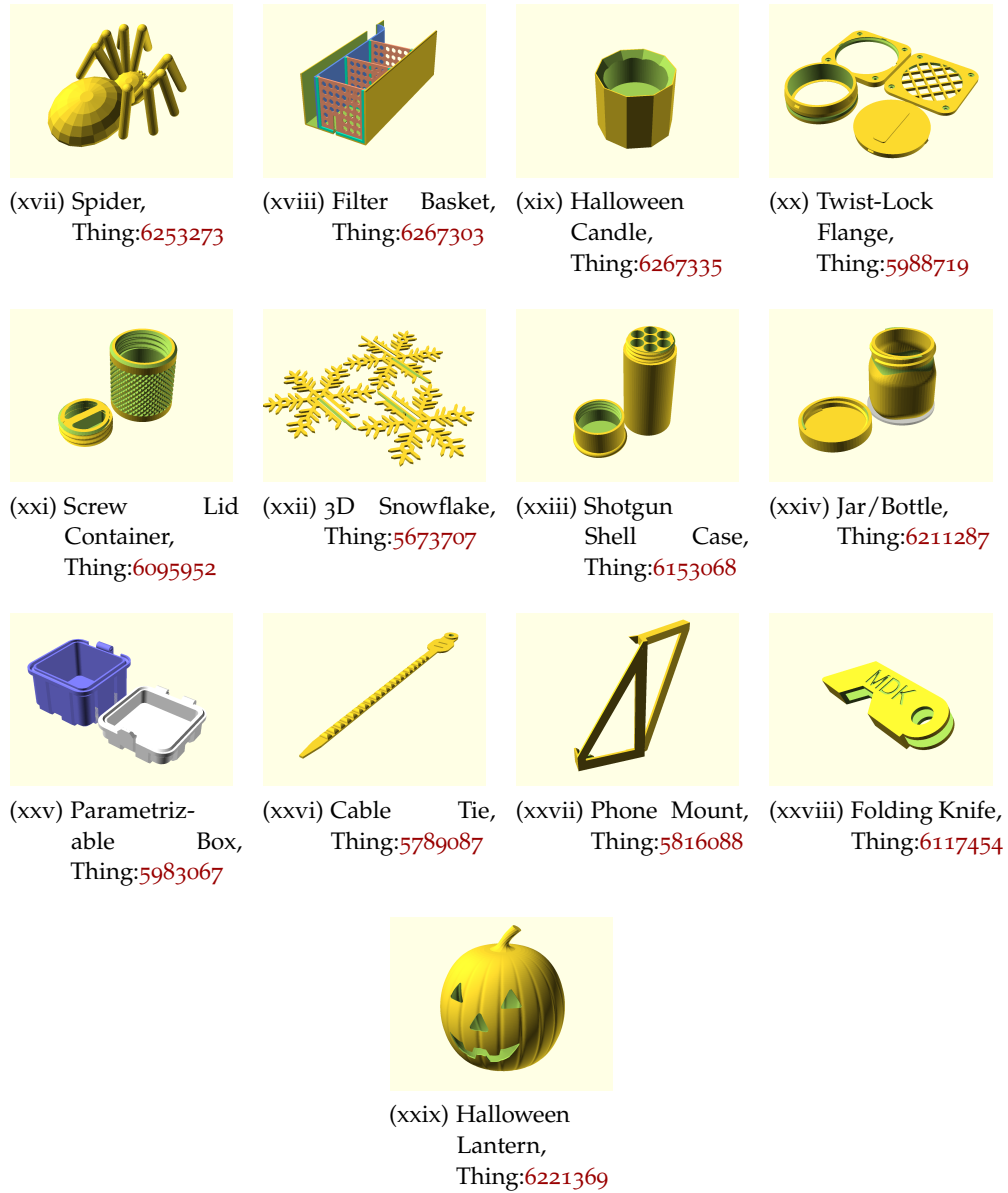 (xvii) Spider,
Thing:6253273
(xviii) Filter Basket,
Thing:6267303
(xix) Halloween
Candle,
Thing:6267335
(xx) Twist-Lock
Flange,
Thing:5988719
(xxi) Screw Lid
Container,
Thing:6095952
(xxii) 3D Snowflake,
Thing:5673707
(xxiii) Shotgun
Shell Case,
Thing:6153068
(xxiv) Jar/Bottle,
Thing:6211287
MDK
(xxv) Parametriz-
able Box,
Thing:5983067
(xxvi) Cable Tie,
Thing:5789087
(xxvii) Phone Mount,
Thing:5816088
(xxviii) Folding Knife,
Thing:6117454
(xxix) Halloween
Lantern,
Thing:6221369